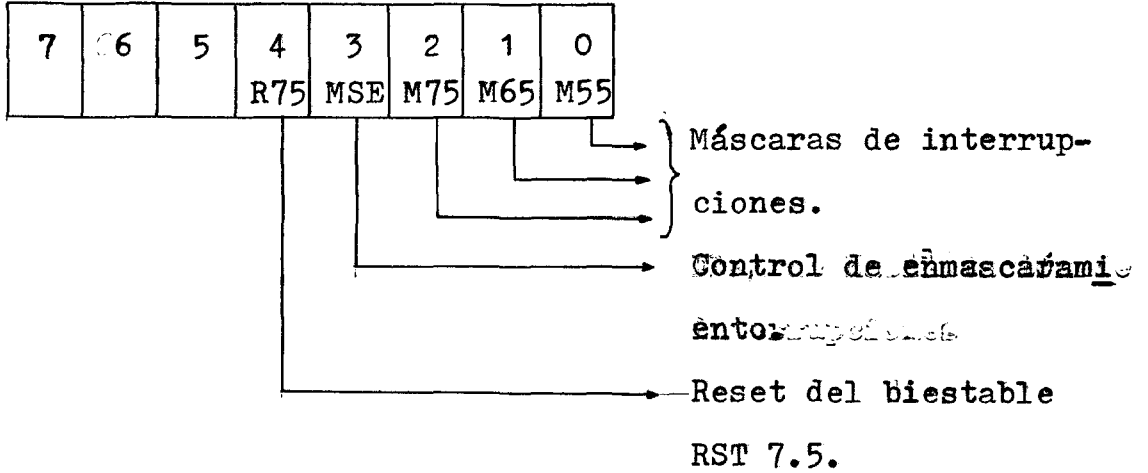 7 6 5 4 3 2 1 0
R75 MSE M75 M65 M55
Máscaras de interrup-
ciones.
Control de enmascarami
ento
Reset del biestable
RST 7.5.